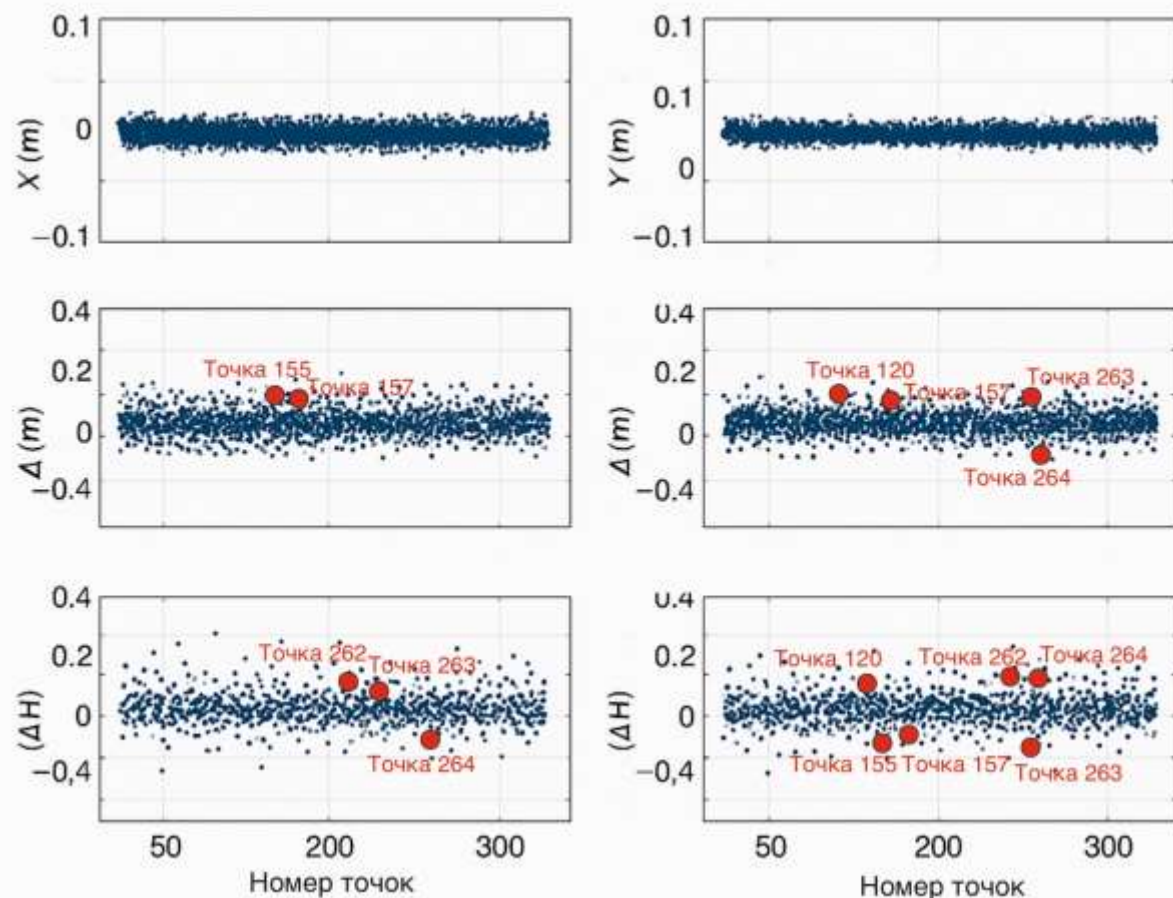 0.1
0
−0.1
X (m)
0.1
0.1
0
−0.1
Y (m)
0.4
0.2
0
−0.4
Δ (m)
Точка 155
Точка 157
0.4
0.2
0
−0.4
Δ (m)
Точка 120
Точка 157
Точка 263
Точка 264
0.4
0.2
0
−0,4
(ΔH)
Точка 262
Точка 263
Точка 264
50 200 300
Номер точок
0.4
0.2
0
−0,4
(ΔH)
Точка 120
Точка 262
Точка 264
Точка 155
Точка 157
Точка 263
50 200 300
Номер точок